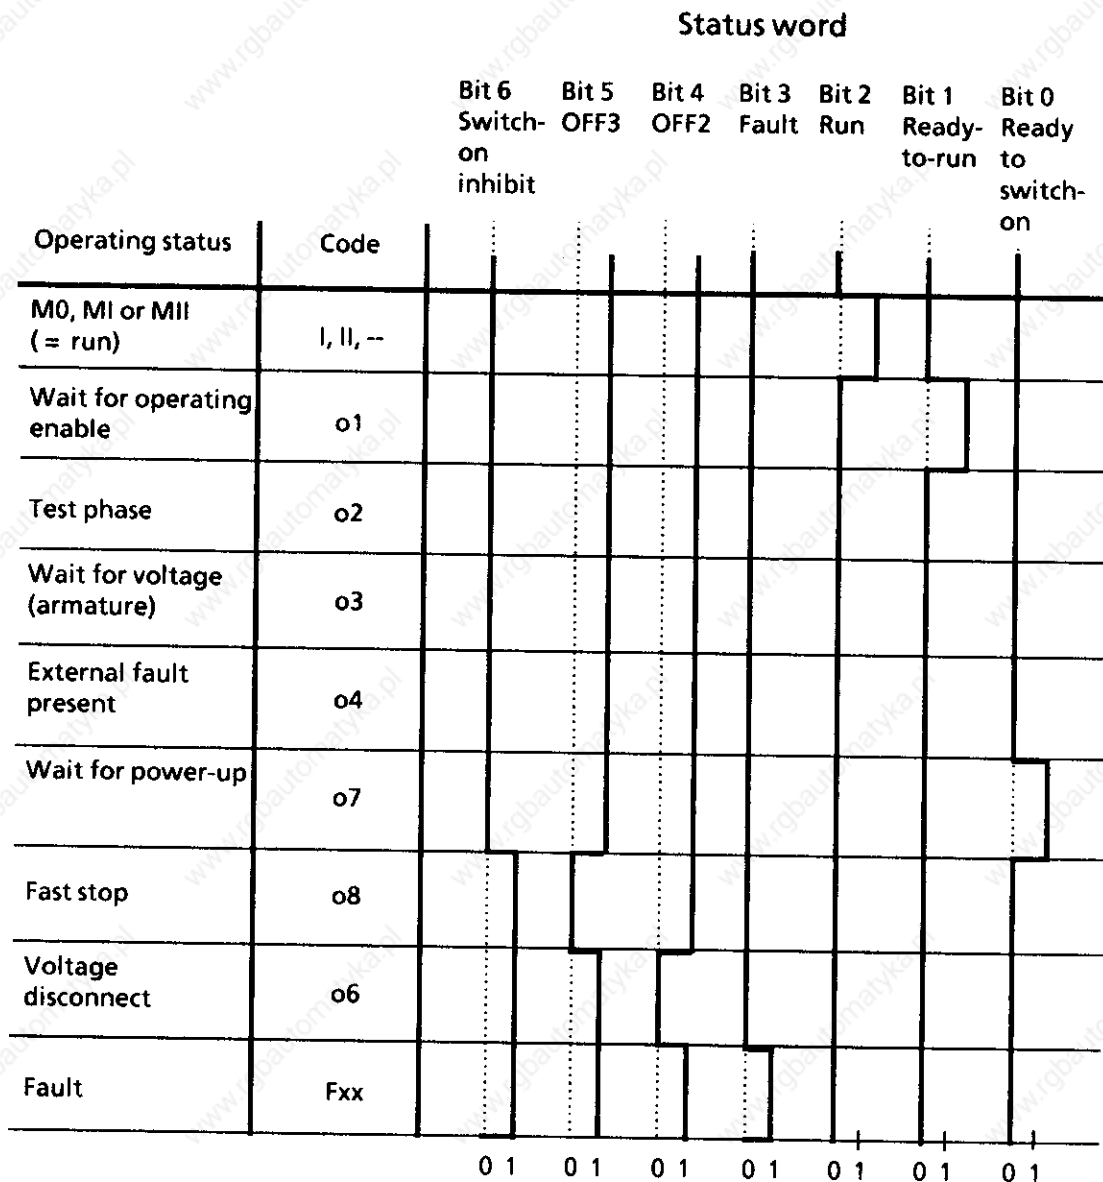 Status word
Bit 6 Bit 5 Bit 4 Bit 3 Bit 2 Bit 1 Bit 0
Switch- OFF3 OFF2 Fault Run Ready- Ready
on to-run to
inhibit switch-
on
Operating status Code
M0, MI or MII
( = run) I, II, --
Wait for operating
enable o1
Test phase o2
Wait for voltage
(armature) o3
External fault
present o4
Wait for power-up
o7
Fast stop o8
Voltage
disconnect o6
Fault Fxx
0 1 0 1 0 1 0 1 0 1 0 1 0 1
www.rgbautomatyka.pl